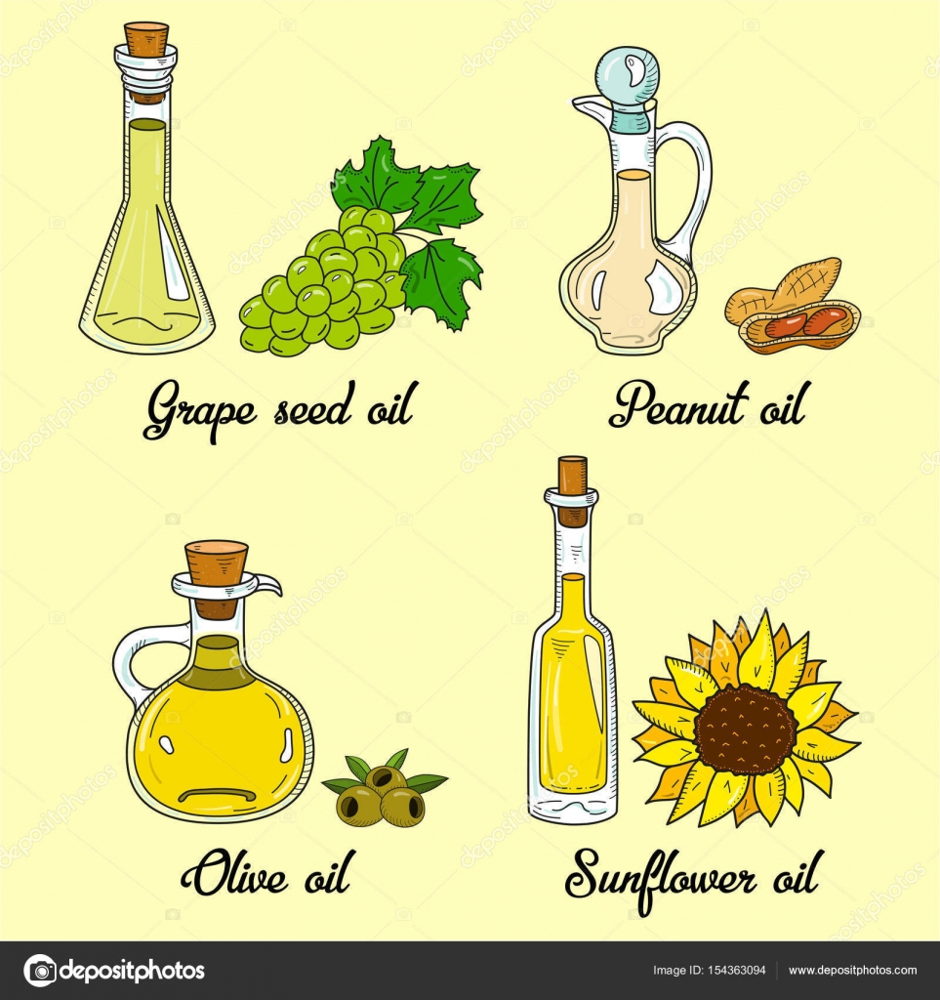 Grape seed oil
Peanut oil
Olive oil
Sunflower oil
depositphotos
Image ID: 154363094
www.depositphotos.com